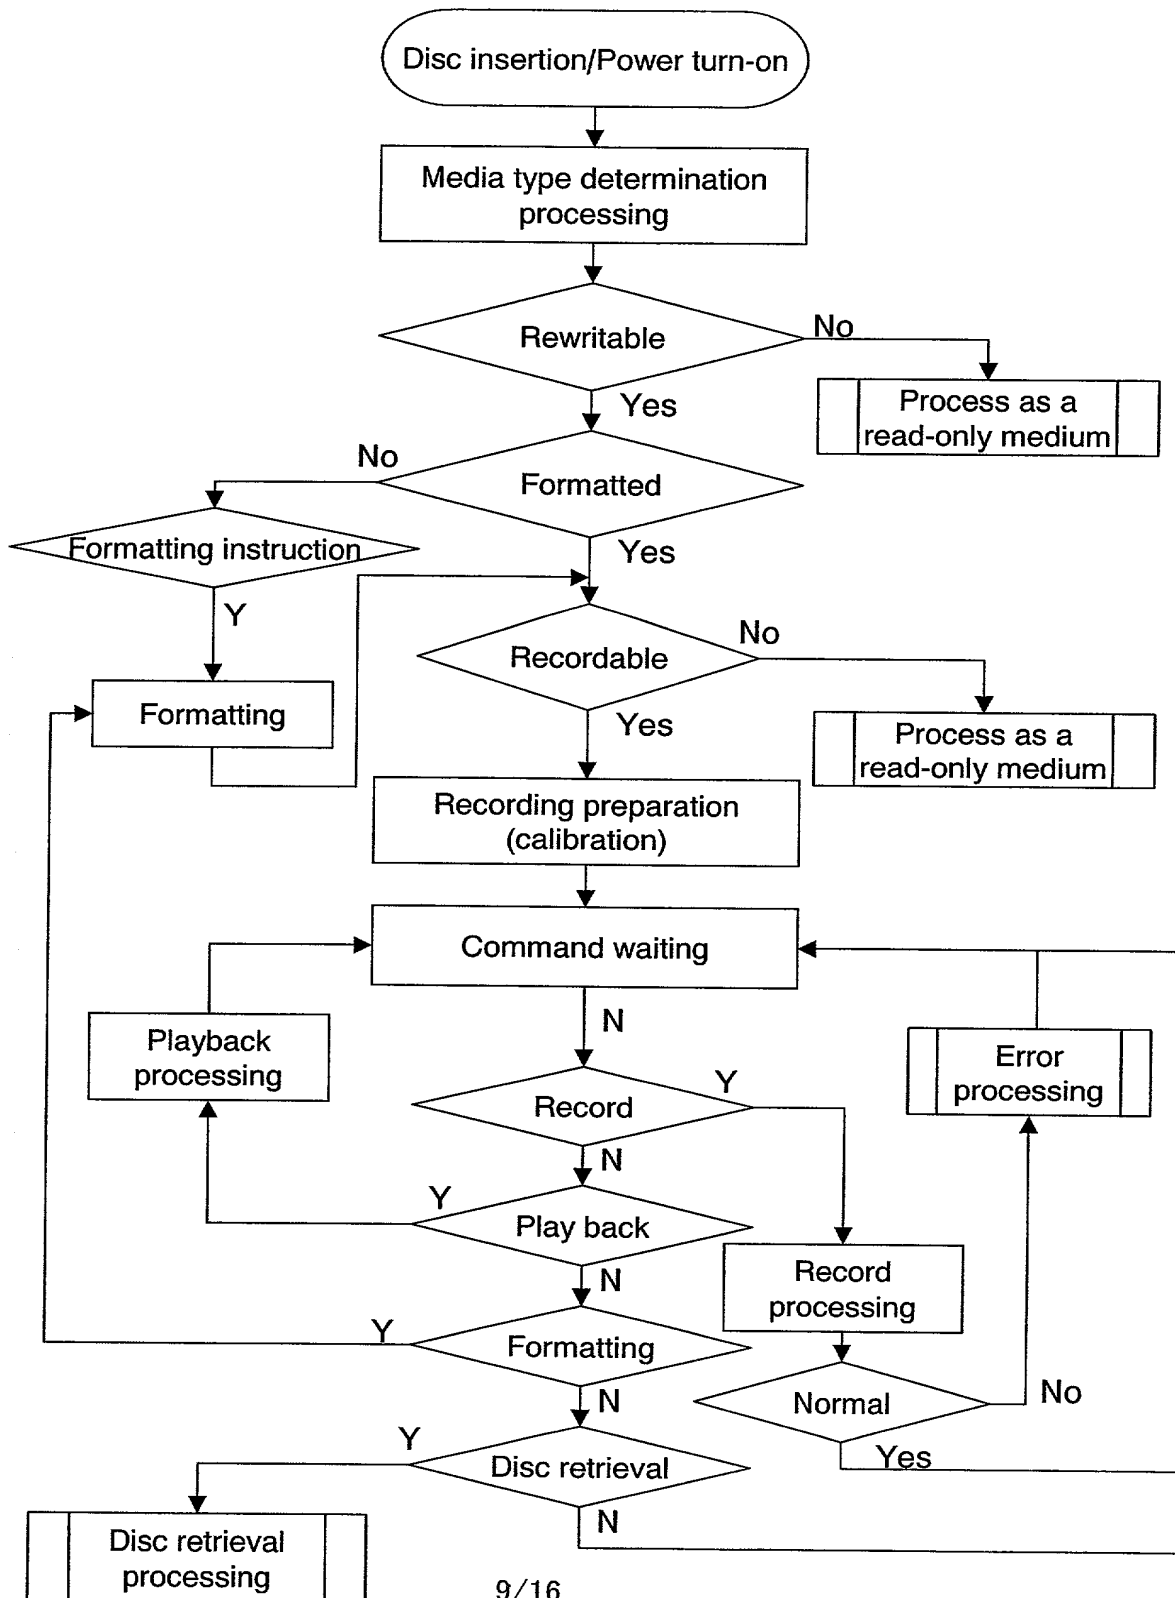 Disc insertion/Power turn-on
Media type determination
processing
Rewritable
No
Yes
Process as a
read-only medium
No
Formatted
Formatting instruction
Yes
Y
Recordable
No
Formatting
Yes
Process as a
read-only medium
Recording preparation
(calibration)
Command waiting
N
Playback
processing
Error
processing
Record
Y
N
Y
Play back
N
Record
processing
Y
Formatting
N
Normal
No
Yes
Y
Disc retrieval
N
Disc retrieval
processing
9/16